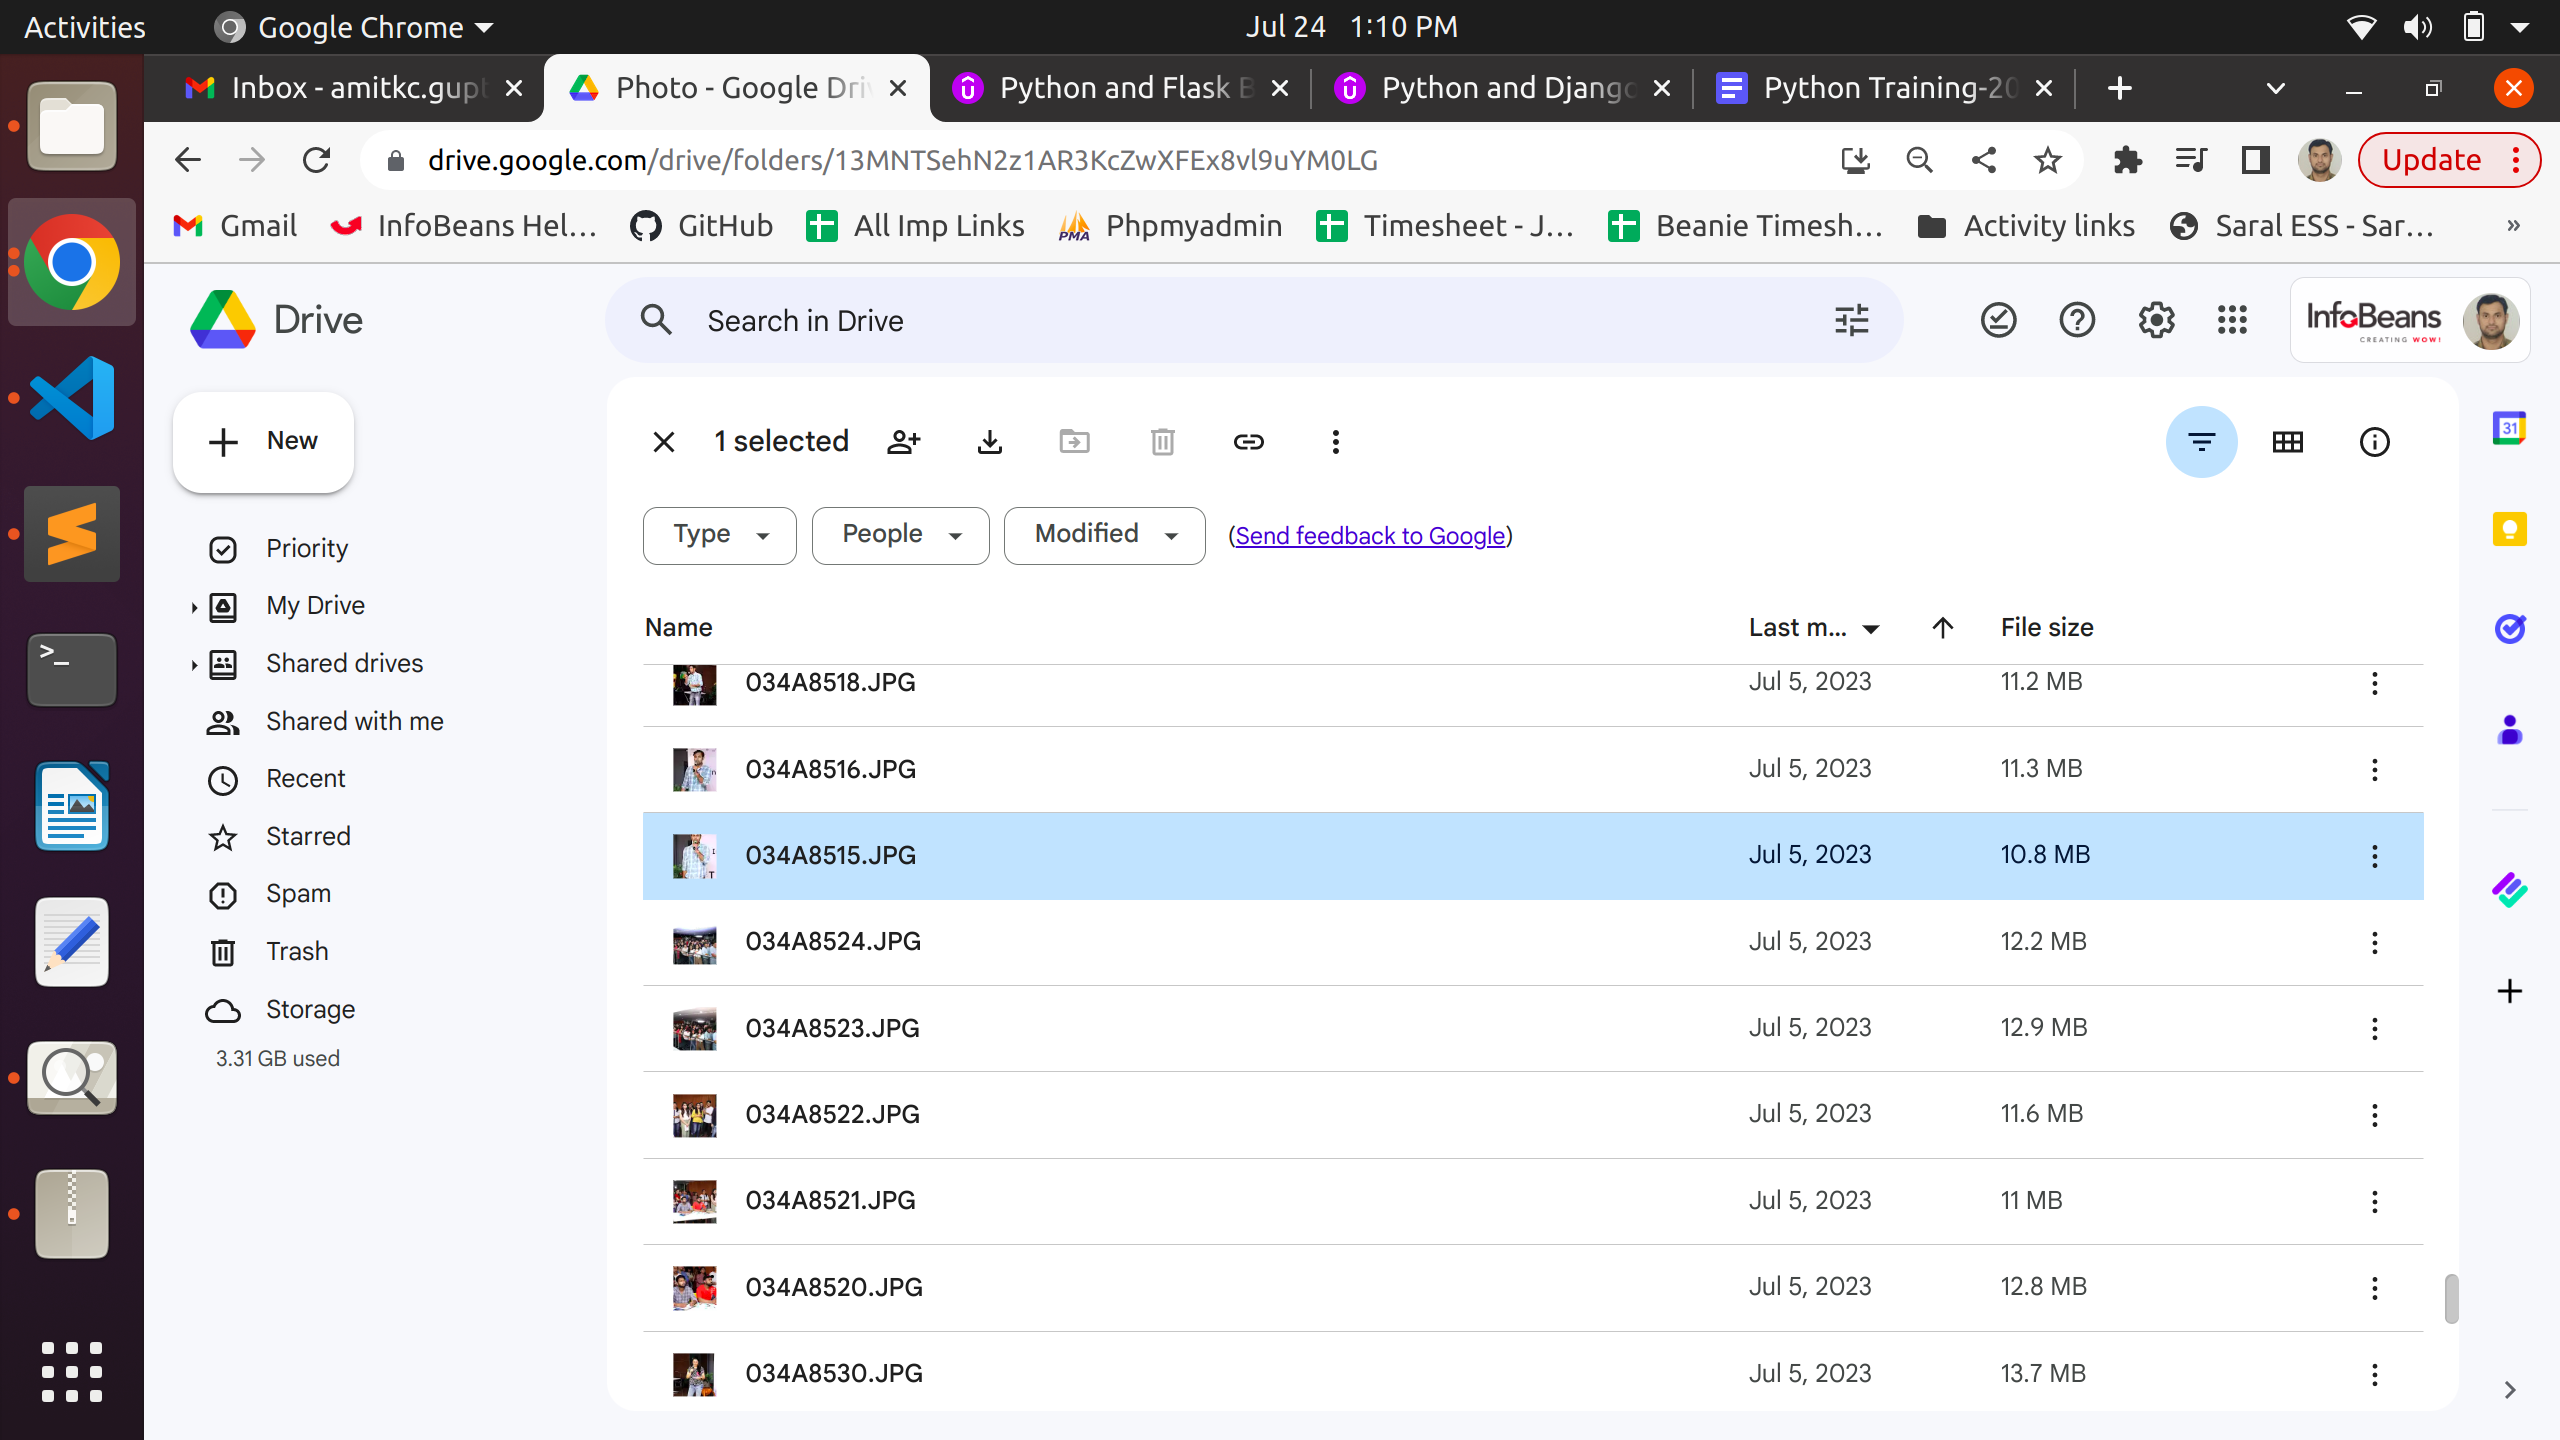 Activities Google Chrome Jul 24 1:10 PM
Inbox - amitkc.gupt Photo - Google Driv Python and Flask B Python and Django Python Training-20
drive.google.com/drive/folders/13MNTSehN2z1AR3KcZwXFEx8vl9uYM0LG Update
Gmail InfoBeans Hel... GitHub All Imp Links PMA Phpmyadmin Timesheet - J... Beanie Timesh... Activity links Saral ESS - Sar... »
Drive Search in Drive InfoBeans
CREATING WOW!
New 1 selected 31
Type People Modified (Send feedback to Google)
Priority
My Drive
Shared drives
Shared with me
Recent
Starred
Spam
Trash
Storage
3.31 GB used
Name Last m... File size
034A8518.JPG Jul 5, 2023 11.2 MB
034A8516.JPG Jul 5, 2023 11.3 MB
034A8515.JPG Jul 5, 2023 10.8 MB
034A8524.JPG Jul 5, 2023 12.2 MB
034A8523.JPG Jul 5, 2023 12.9 MB
034A8522.JPG Jul 5, 2023 11.6 MB
034A8521.JPG Jul 5, 2023 11 MB
034A8520.JPG Jul 5, 2023 12.8 MB
034A8530.JPG Jul 5, 2023 13.7 MB